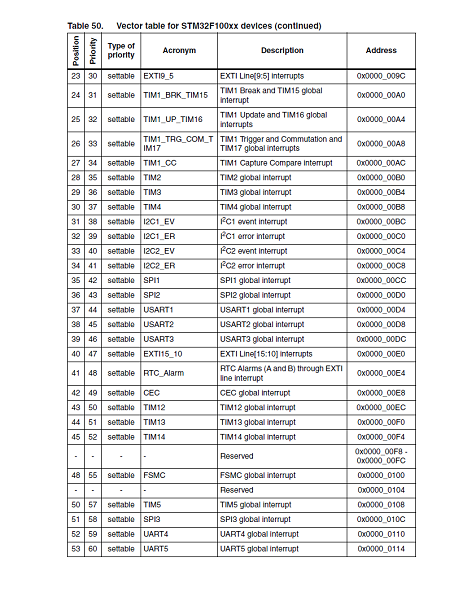 Table 50. Vector table for STM32F100xx devices (continued)
Position Priority Type of priority Acronym Description Address
23 30 settable EXTI9_5 EXTI Line[9:5] interrupts 0x0000_009C
24 31 settable TIM1_BRK_TIM15 TIM1 Break and TIM15 global interrupt 0x0000_00A0
25 32 settable TIM1_UP_TIM16 TIM1 Update and TIM16 global interrupts 0x0000_00A4
26 33 settable TIM1_TRG_COM_TIM17 TIM1 Trigger and Commutation and TIM17 global interrupts 0x0000_00A8
27 34 settable TIM1_CC TIM1 Capture Compare interrupt 0x0000_00AC
28 35 settable TIM2 TIM2 global interrupt 0x0000_00B0
29 36 settable TIM3 TIM3 global interrupt 0x0000_00B4
30 37 settable TIM4 TIM4 global interrupt 0x0000_00B8
31 38 settable I2C1_EV I²C1 event interrupt 0x0000_00BC
32 39 settable I2C1_ER I²C1 error interrupt 0x0000_00C0
33 40 settable I2C2_EV I²C2 event interrupt 0x0000_00C4
34 41 settable I2C2_ER I²C2 error interrupt 0x0000_00C8
35 42 settable SPI1 SPI1 global interrupt 0x0000_00CC
36 43 settable SPI2 SPI2 global interrupt 0x0000_00D0
37 44 settable USART1 USART1 global interrupt 0x0000_00D4
38 45 settable USART2 USART2 global interrupt 0x0000_00D8
39 46 settable USART3 USART3 global interrupt 0x0000_00DC
40 47 settable EXTI15_10 EXTI Line[15:10] interrupts 0x0000_00E0
41 48 settable RTC_Alarm RTC Alarms (A and B) through EXTI line interrupt 0x0000_00E4
42 49 settable CEC CEC global interrupt 0x0000_00E8
43 50 settable TIM12 TIM12 global interrupt 0x0000_00EC
44 51 settable TIM13 TIM13 global interrupt 0x0000_00F0
45 52 settable TIM14 TIM14 global interrupt 0x0000_00F4
- - - - Reserved 0x0000_00F8 - 0x0000_00FC
48 55 settable FSMC FSMC global interrupt 0x0000_0100
- - - - Reserved 0x0000_0104
50 57 settable TIM5 TIM5 global interrupt 0x0000_0108
51 58 settable SPI3 SPI3 global interrupt 0x0000_010C
52 59 settable UART4 UART4 global interrupt 0x0000_0110
53 60 settable UART5 UART5 global interrupt 0x0000_0114